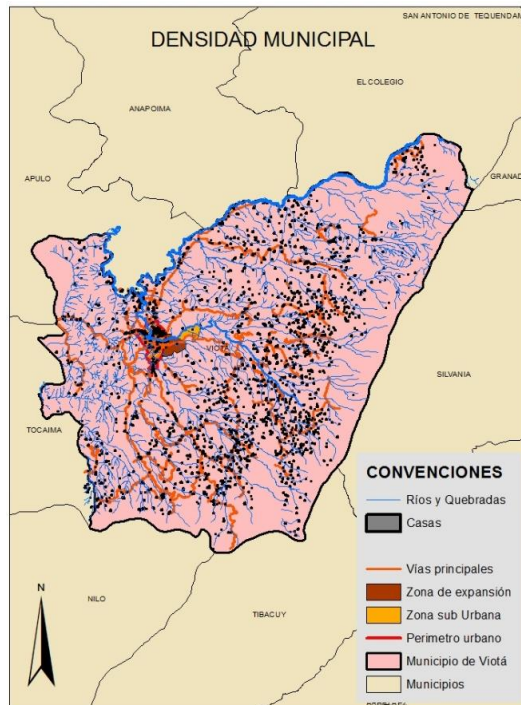 SAN ANTONIO DE TEQUENDAM
DENSIDAD MUNICIPAL
EL COLEGIO
ANAPOIMA
APULO
GRANAD
VIOTÁ
SILVANIA
TOCAIMA
CONVENCIONES
Ríos y Quebradas
Casas
Vías principales
Zona de expansión
Zona sub Urbana
Perimetro urbano
Municipio de Viotá
Municipios
N
NILO
TIBACUY